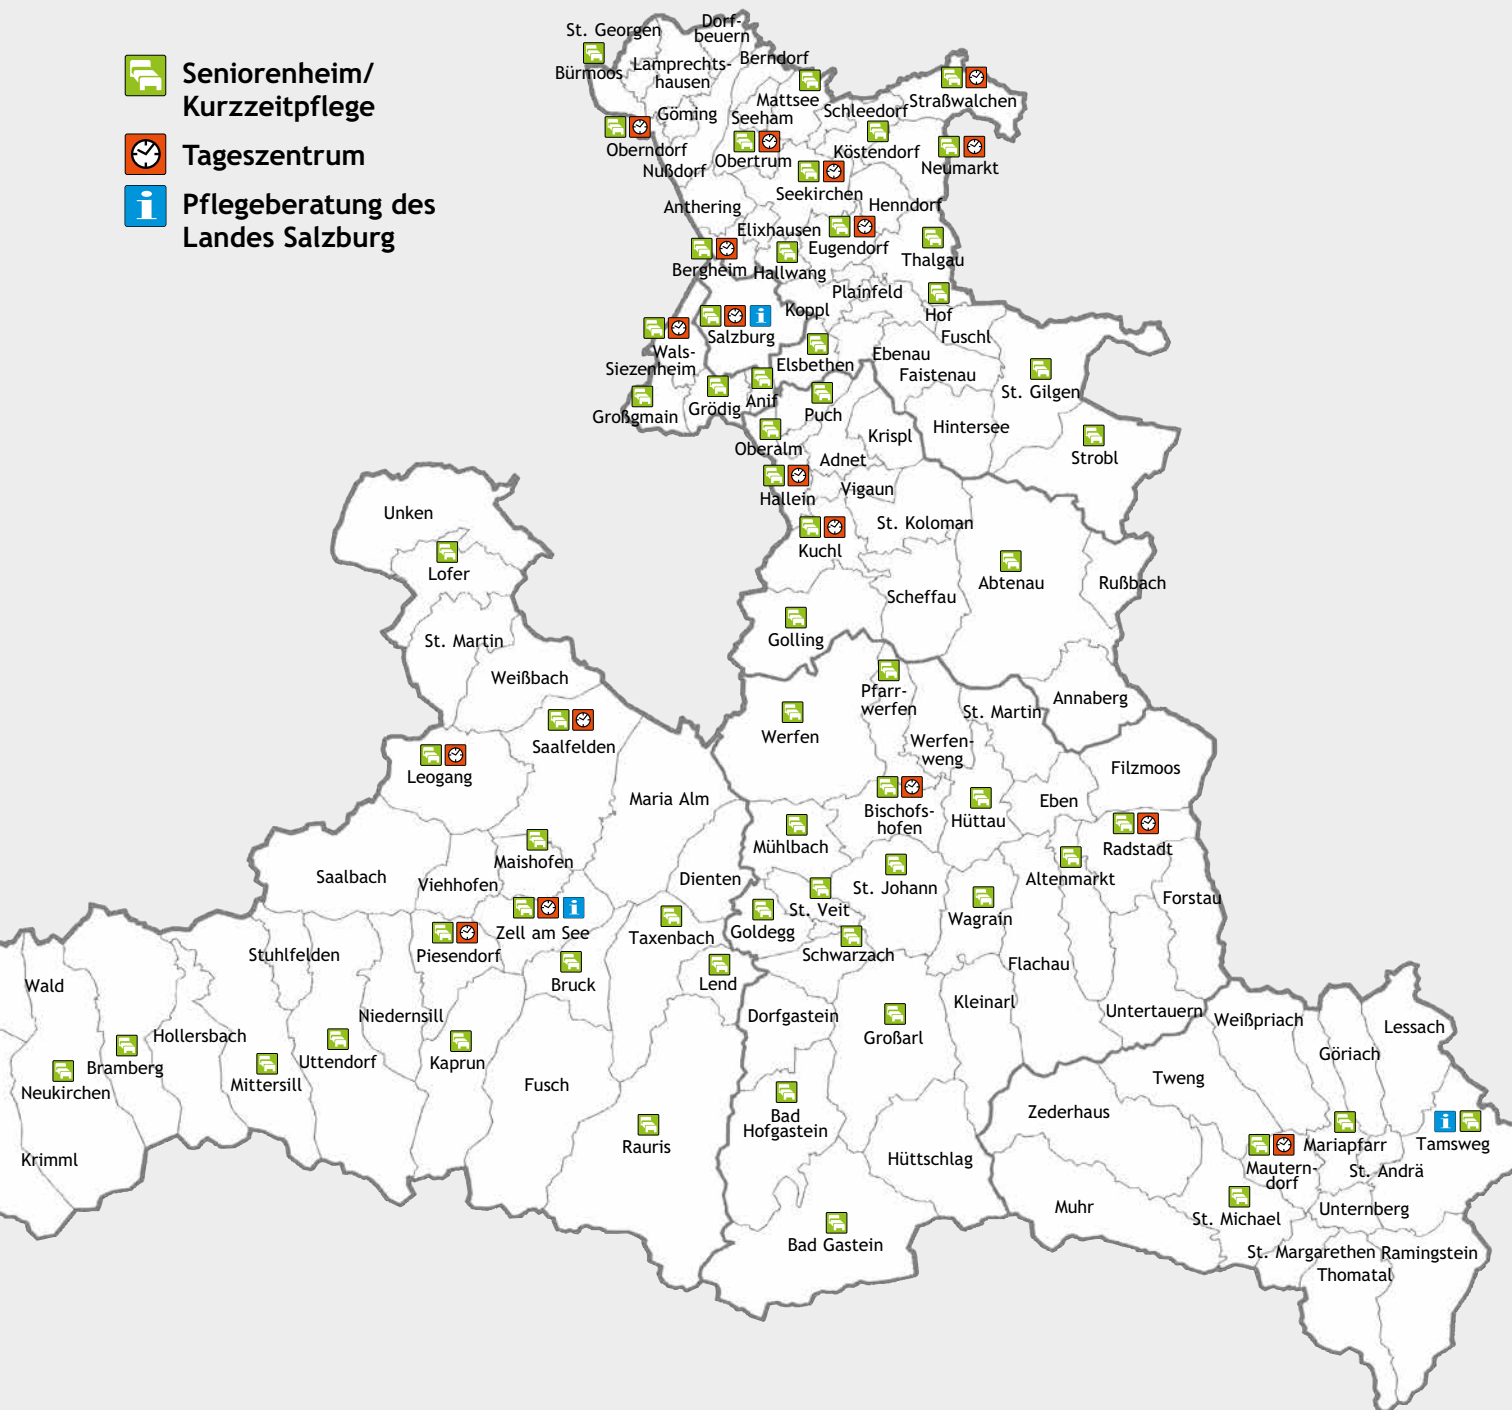 Seniorenheim/
Kurzzeitpflege
Tageszentrum
Pflegeberatung des
Landes Salzburg
St. Georgen
Dorf-
beuern
Bürmoos
Lamprechts-
hausen
Berndorf
Mattsee
Straßwalchen
Göming
Seeham
Schleedorf
Oberndorf
Obertrum
Köstendorf
Neumarkt
Nußdorf
Seekirchen
Anthering
Henndorf
Elixhausen
Eugendorf
Thalgau
Bergheim
Hallwang
Plainfeld
Koppl
Hof
Salzburg
Fuschl
Wals-
Siezenheim
Elsbethen
Ebenau
Faistenau
St. Gilgen
Großgmain
Grödig
Anif
Puch
Hintersee
Krispl
Oberalm
Strobl
Adnet
Hallein
Vigaun
Unken
St. Koloman
Kuchl
Lofer
Abtenau
Rußbach
Scheffau
St. Martin
Golling
Weißbach
Pfarr-
werfen
Annaberg
St. Martin
Werfen
Saalfelden
Werfen-
weng
Leogang
Filzmoos
Maria Alm
Eben
Bischofs-
hofen
Hüttau
Mühlbach
Radstadt
Maishofen
Saalbach
Viehhofen
Dienten
St. Johann
Altenmarkt
Forstau
St. Veit
Wagrain
Zell am See
Taxenbach
Goldegg
Stuhlfelden
Piesendorf
Schwarzach
Flachau
Wald
Bruck
Lend
Kleinarl
Niedernsill
Dorfgastein
Untertauern
Weißpriach
Lessach
Hollersbach
Großarl
Göriach
Bramberg
Uttendorf
Kaprun
Neukirchen
Mittersill
Fusch
Tweng
Zederhaus
Bad
Hofgastein
Rauris
Mariapfarr
Tamsweg
Krimml
Hüttschlag
Mautern-
dorf
St. Andrä
Muhr
St. Michael
Unternberg
Bad Gastein
St. Margarethen
Ramingstein
Thomatal